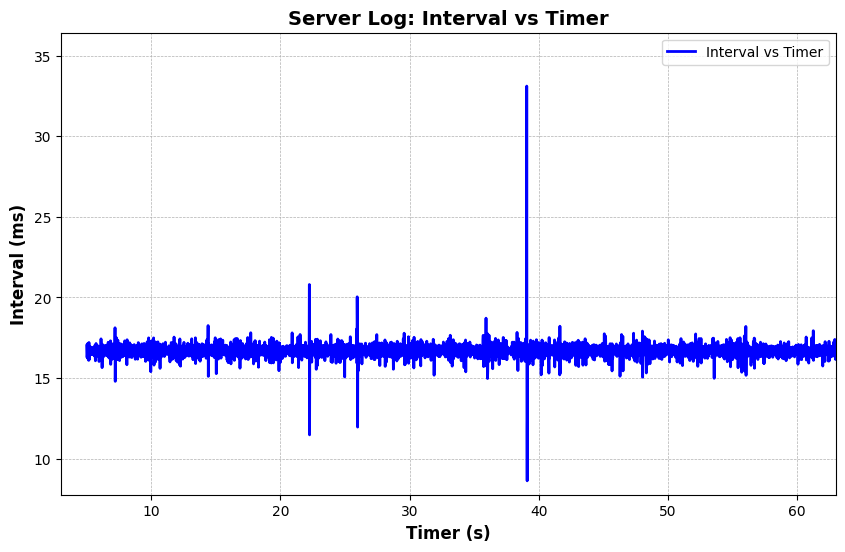 Server Log: Interval vs Timer
Interval vs Timer
35
30
25
20
15
10
Interval (ms)
10 20 30 40 50 60
Timer (s)